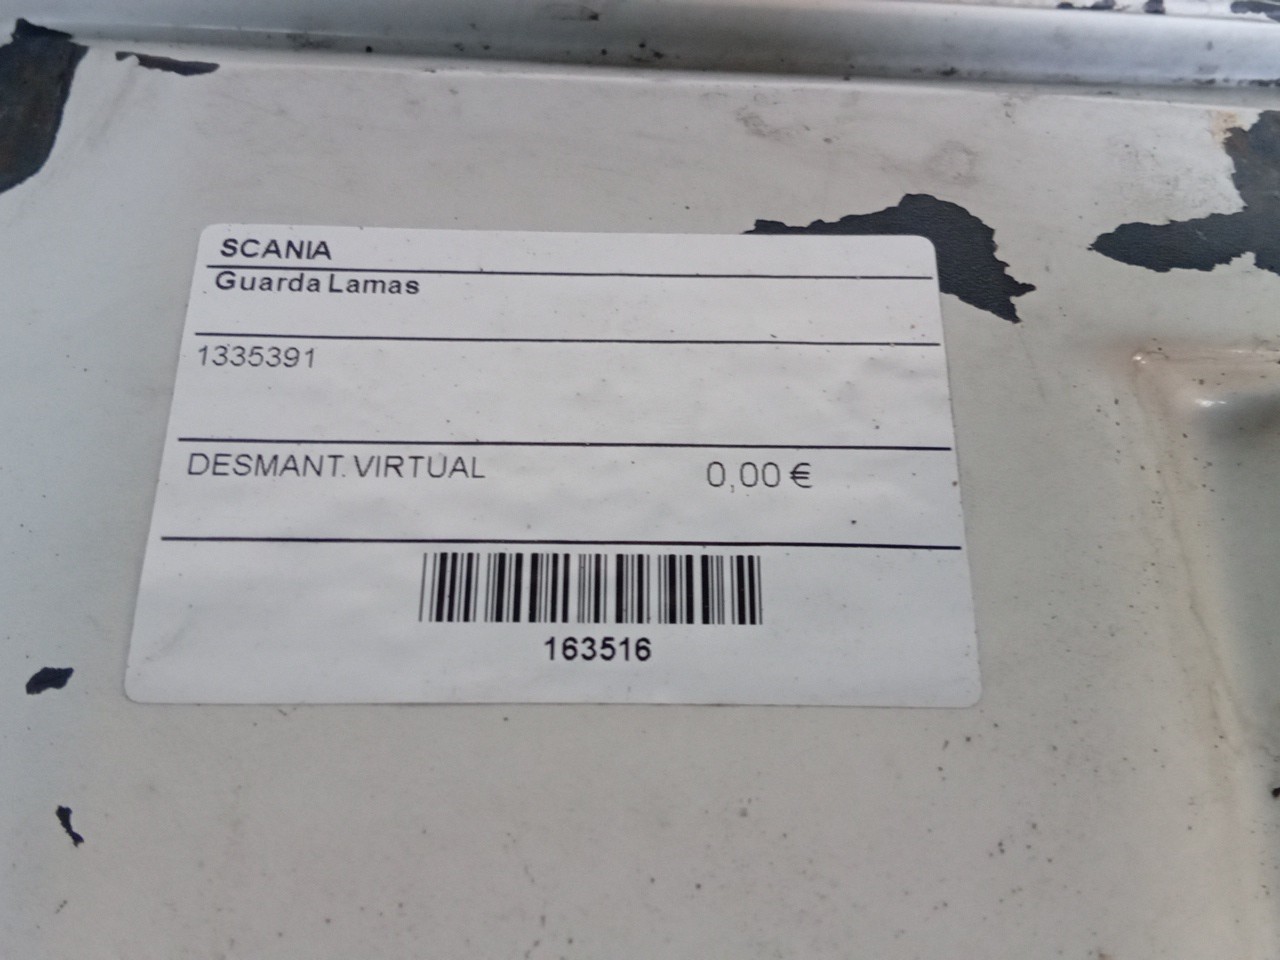 SCANIA
Guarda Lamas
1335391
DESMANT. VIRTUAL 0,00 €
163516